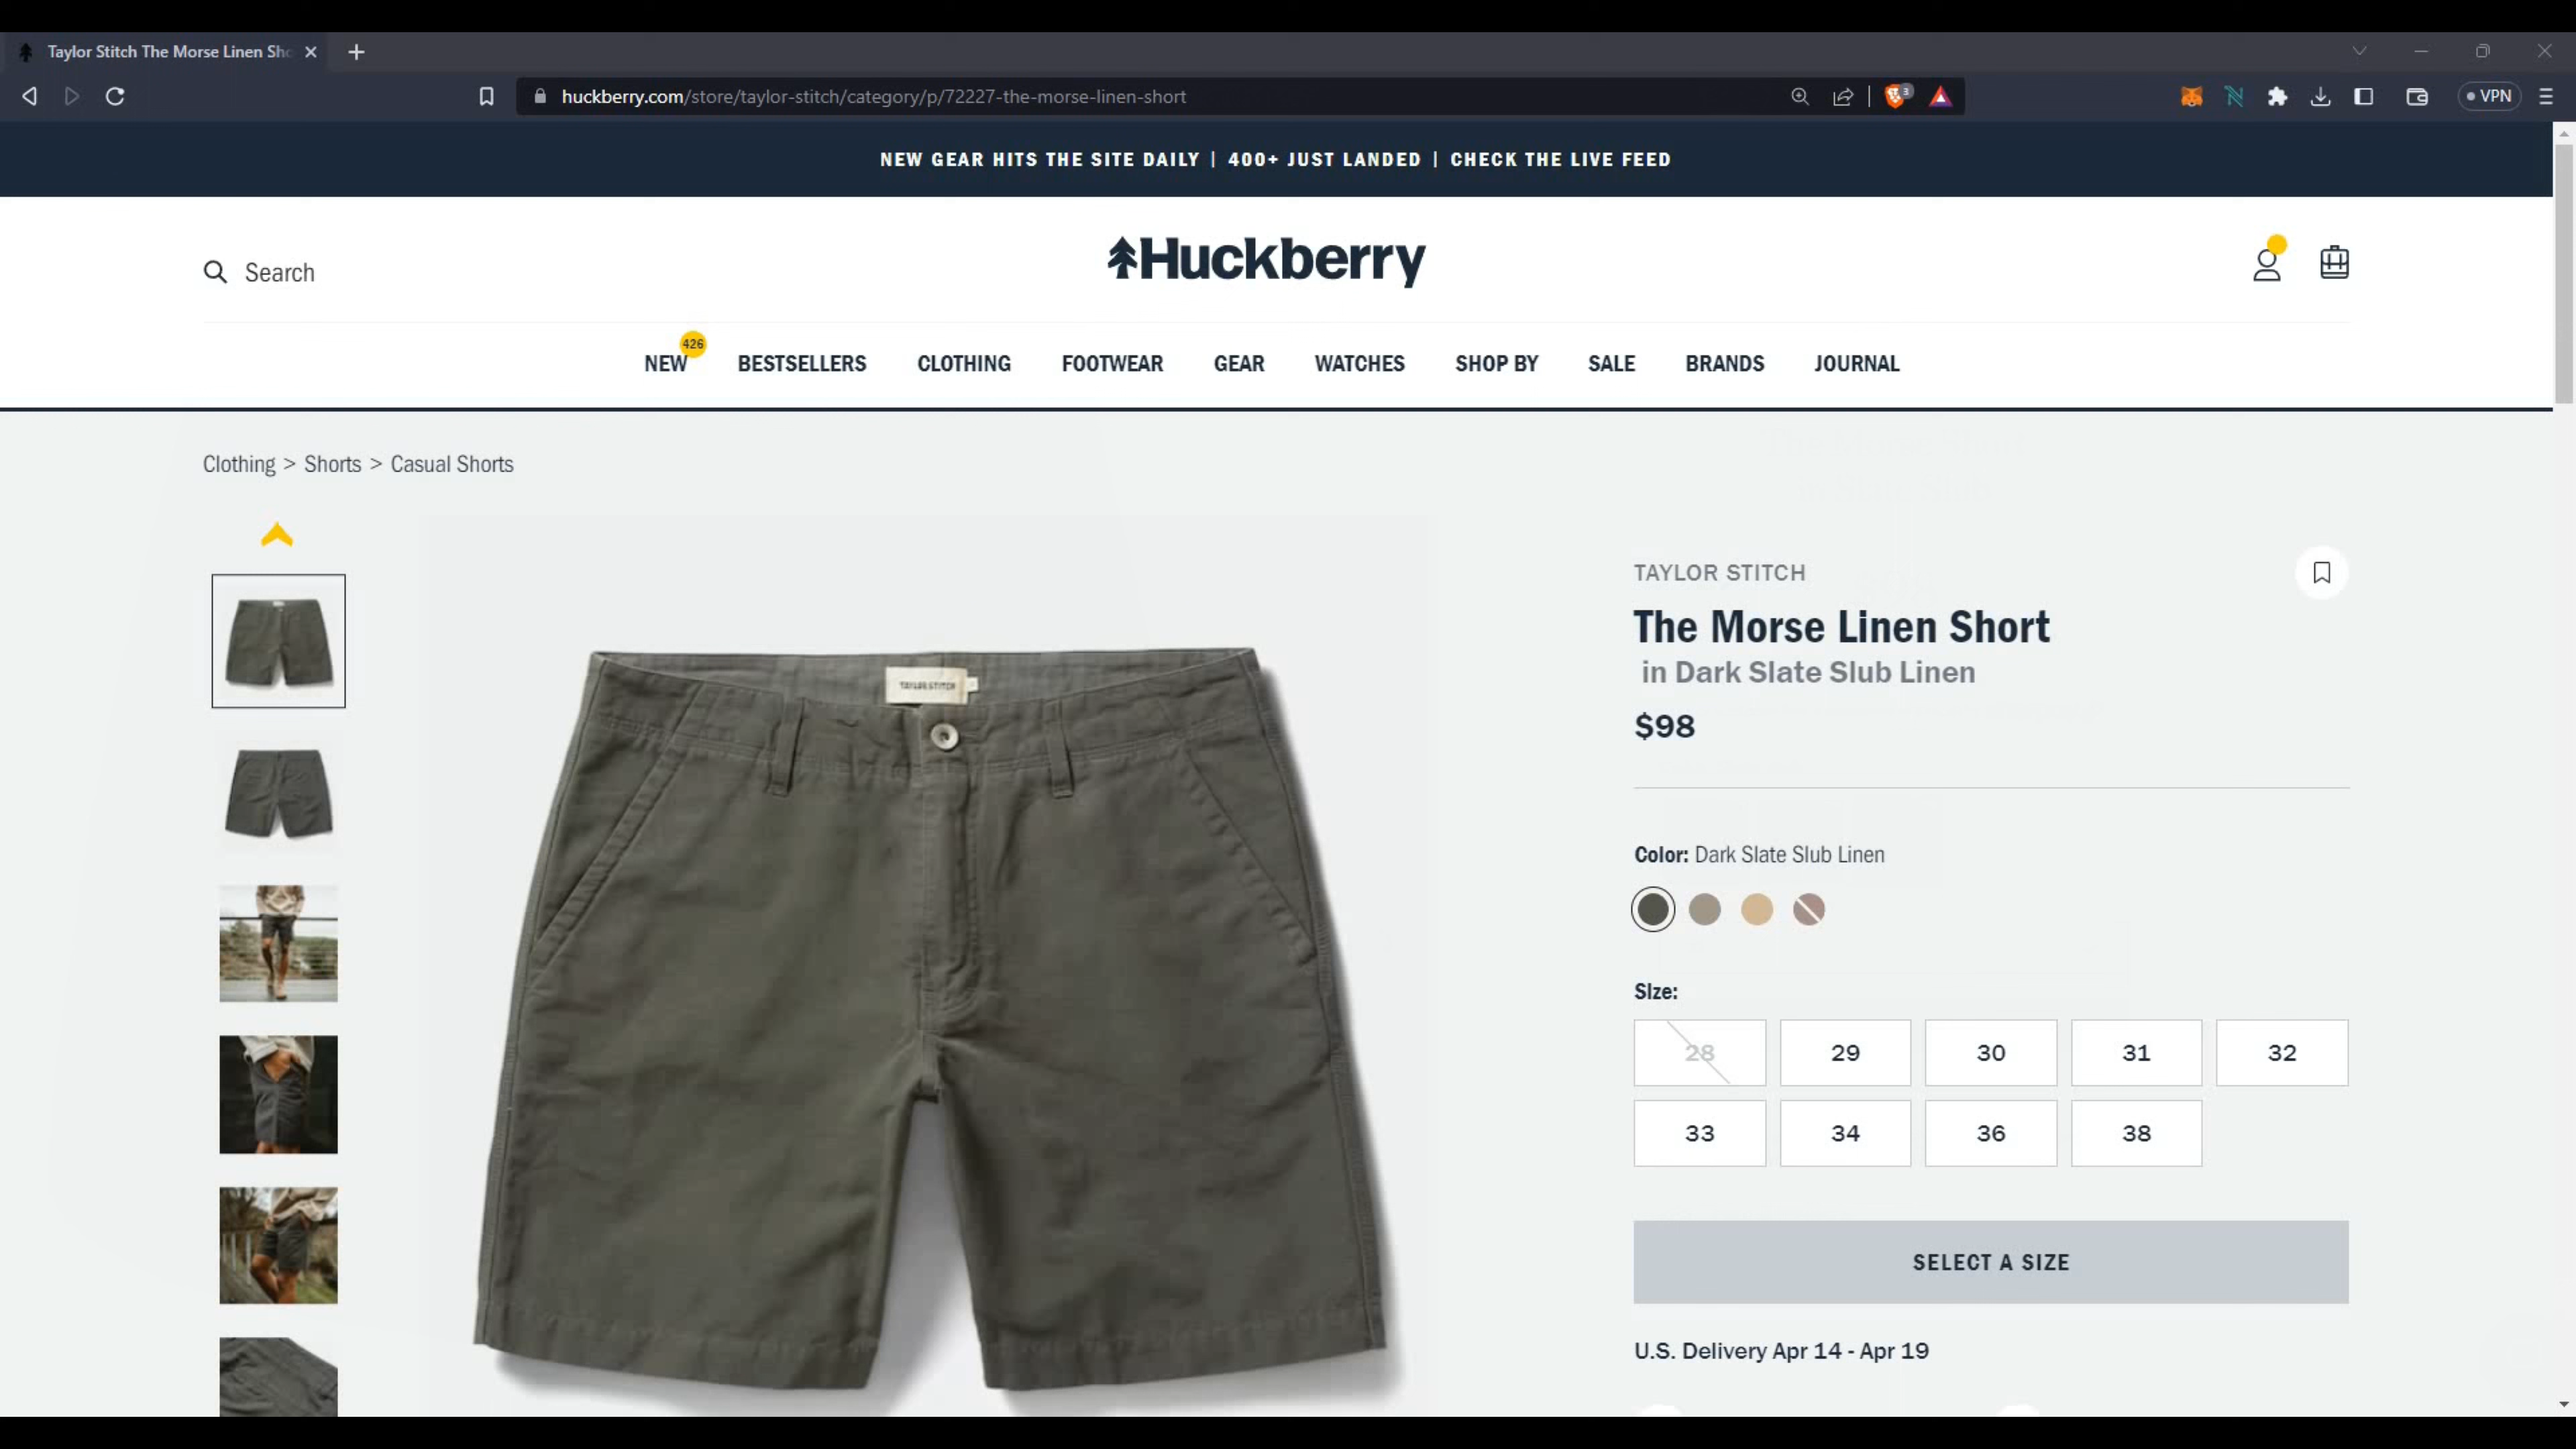 Taylor Stitch The Morse Linen Sho
huckberry.com/store/taylor-stitch/category/p/72227-the-morse-linen-short
3
VPN
NEW GEAR HITS THE SITE DAILY | 400+ JUST LANDED | CHECK THE LIVE FEED
Search
Huckberry
NEW 426 BESTSELLERS CLOTHING FOOTWEAR GEAR WATCHES SHOP BY SALE BRANDS JOURNAL
Clothing > Shorts > Casual Shorts
TAYLOR STITCH
TAYLOR STITCH
The Morse Linen Short
in Dark Slate Slub Linen
$98
Color: Dark Slate Slub Linen
Size:
28 29 30 31 32
33 34 36 38
SELECT A SIZE
U.S. Delivery Apr 14 - Apr 19